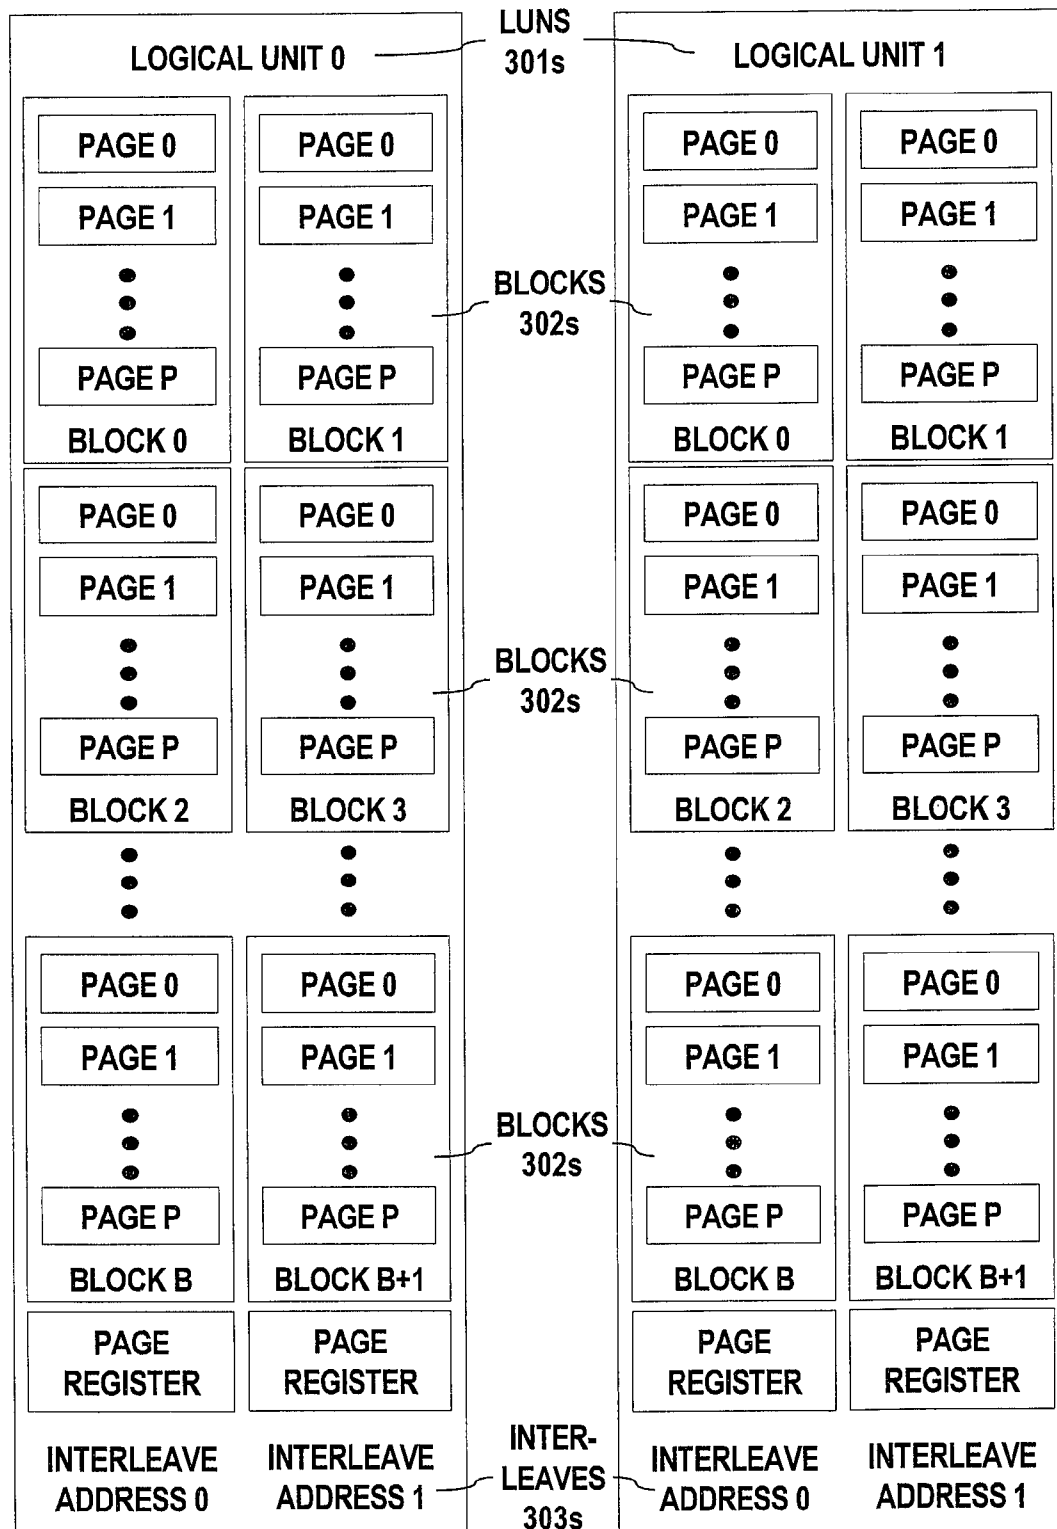 LUNS
301s
LOGICAL UNIT 0
LOGICAL UNIT 1
PAGE 0
PAGE 0
PAGE 0
PAGE 0
PAGE 1
PAGE 1
PAGE 1
PAGE 1
BLOCKS
302s
PAGE P
PAGE P
PAGE P
PAGE P
BLOCK 0
BLOCK 1
BLOCK 0
BLOCK 1
PAGE 0
PAGE 0
PAGE 0
PAGE 0
PAGE 1
PAGE 1
PAGE 1
PAGE 1
BLOCKS
302s
PAGE P
PAGE P
PAGE P
PAGE P
BLOCK 2
BLOCK 3
BLOCK 2
BLOCK 3
PAGE 0
PAGE 0
PAGE 0
PAGE 0
PAGE 1
PAGE 1
PAGE 1
PAGE 1
BLOCKS
302s
PAGE P
PAGE P
PAGE P
PAGE P
BLOCK B
BLOCK B+1
BLOCK B
BLOCK B+1
PAGE
REGISTER
PAGE
REGISTER
PAGE
REGISTER
PAGE
REGISTER
INTERLEAVE
ADDRESS 0
INTERLEAVE
ADDRESS 1
INTER-
LEAVES
303s
INTERLEAVE
ADDRESS 0
INTERLEAVE
ADDRESS 1